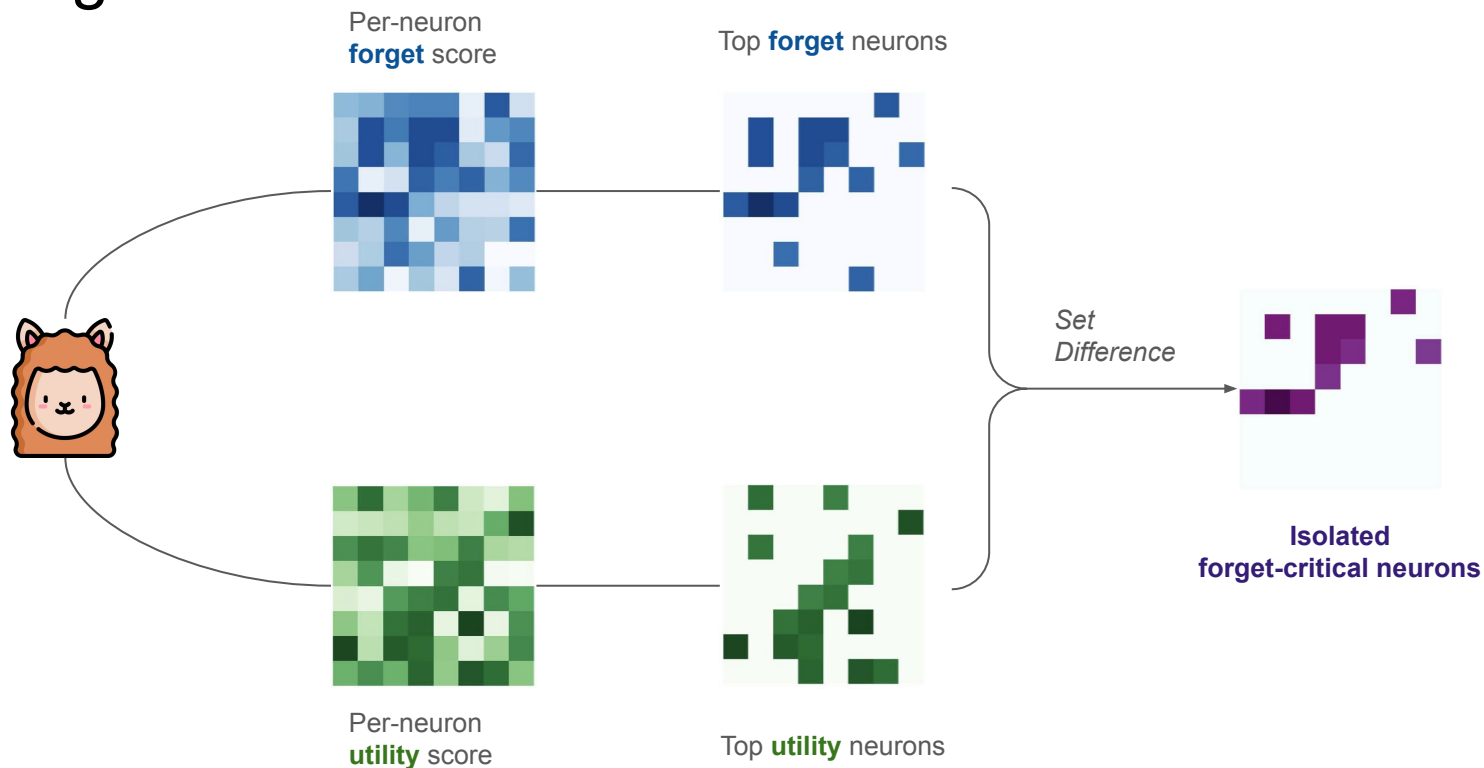 Per-neuron
forget score
Top forget neurons
Set
Difference
Isolated
forget-critical neurons
Per-neuron
utility score
Top utility neurons